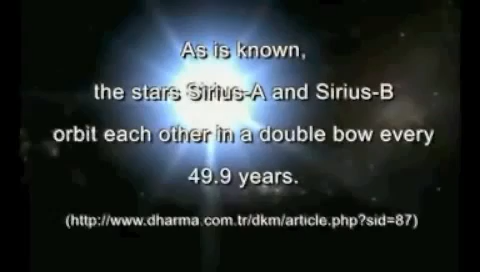 As is known,
the stars Sirius-A and Sirius-B
orbit each other in a double bow every
49.9 years.
(http://www.dharma.com.tr/dkm/article.php?sid=87)